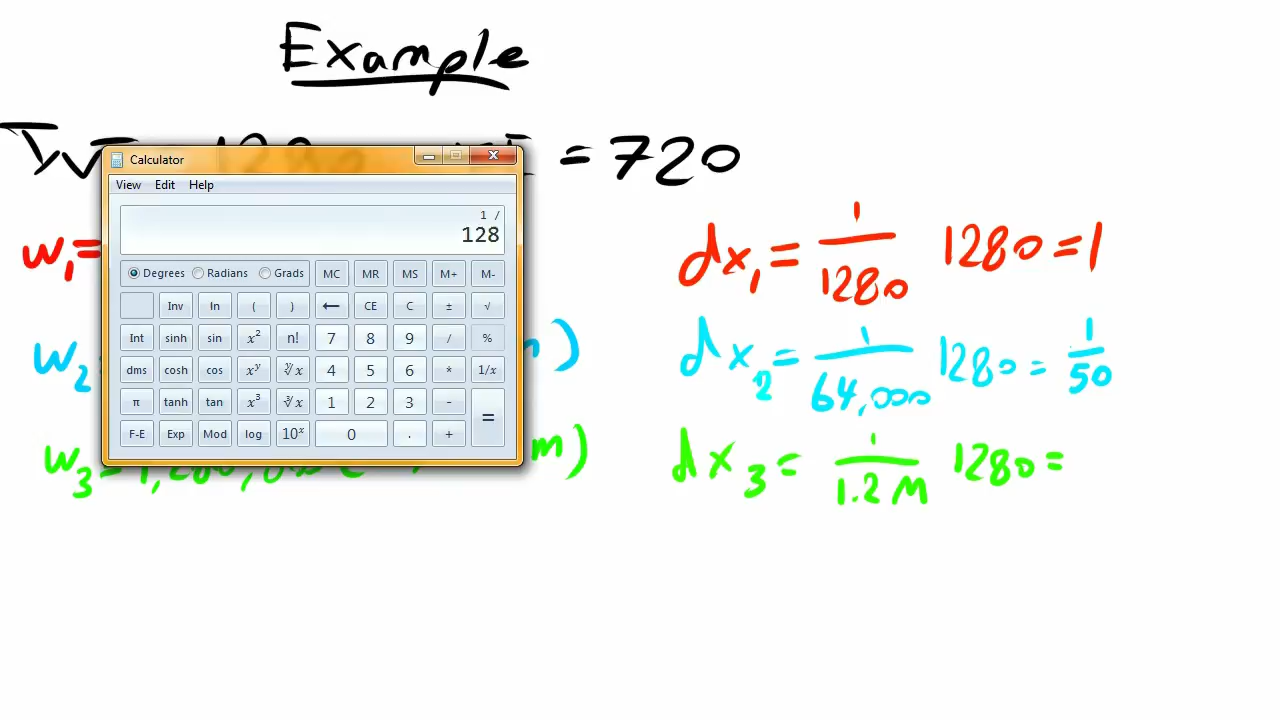 Example
= 720
Calculator
View Edit Help
1 /
128
Degrees Radians Grads MC MR MS M+ M-
Inv ln ( ) ← CE C ± √
Int sinh sin x² n! 7 8 9 / %
dms cosh cos xʸ ʸ√x 4 5 6 * 1/x
π tanh tan x³ ³√x 1 2 3 - =
F-E Exp Mod log 10ˣ 0 . +
w₁=
dx₁ = 1/1280 1280 = 1
w₂
dx₂ = 1/64,000 1280 = 1/50
w₃
m)
dx₃ = 1/1.2M 1280 =